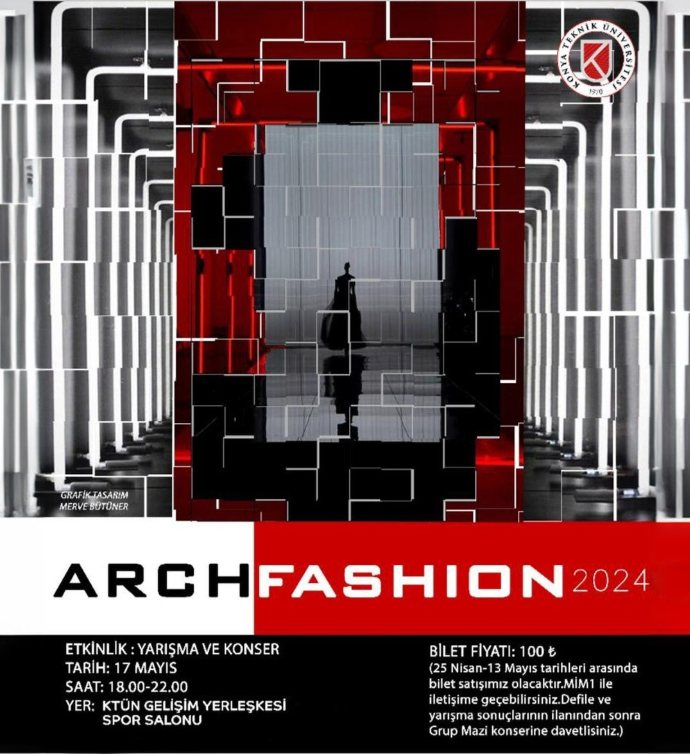 KONYA TEKNİK ÜNİVERSİTESİ
1970
GRAFİK TASARIM
MERVE BÜTÜNER
ARCHFASHION 2024
ETKİNLİK : YARIŞMA VE KONSER
TARİH: 17 MAYIS
SAAT: 18.00-22.00
YER: KTÜN GELİŞİM YERLEŞKESİ
SPOR SALONU
BİLET FİYATI: 100 ₺
(25 Nisan-13 Mayıs tarihleri arasında
bilet satışımız olacaktır.MİM1 ile
iletişime geçebilirsiniz.Defile ve
yarışma sonuçlarının ilanından sonra
Grup Mazi konserine davetlisiniz.)